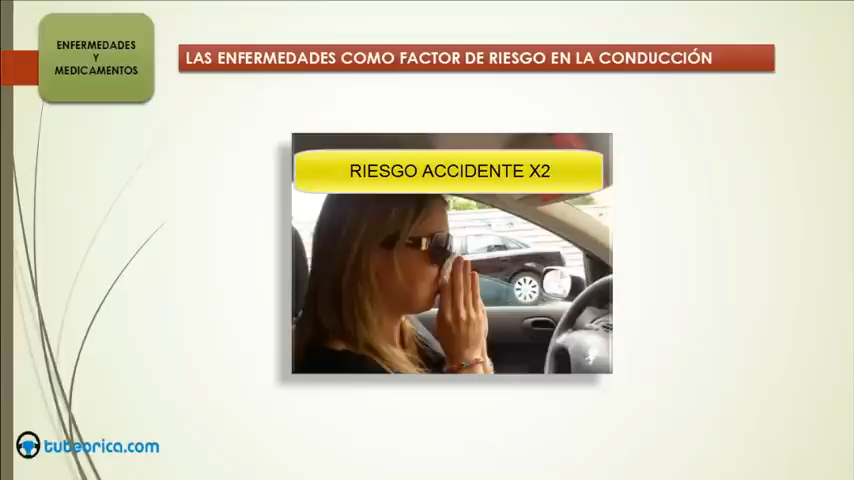 ENFERMEDADES
Y
MEDICAMENTOS
LAS ENFERMEDADES COMO FACTOR DE RIESGO EN LA CONDUCCIÓN
RIESGO ACCIDENTE X2
tuteorica.com